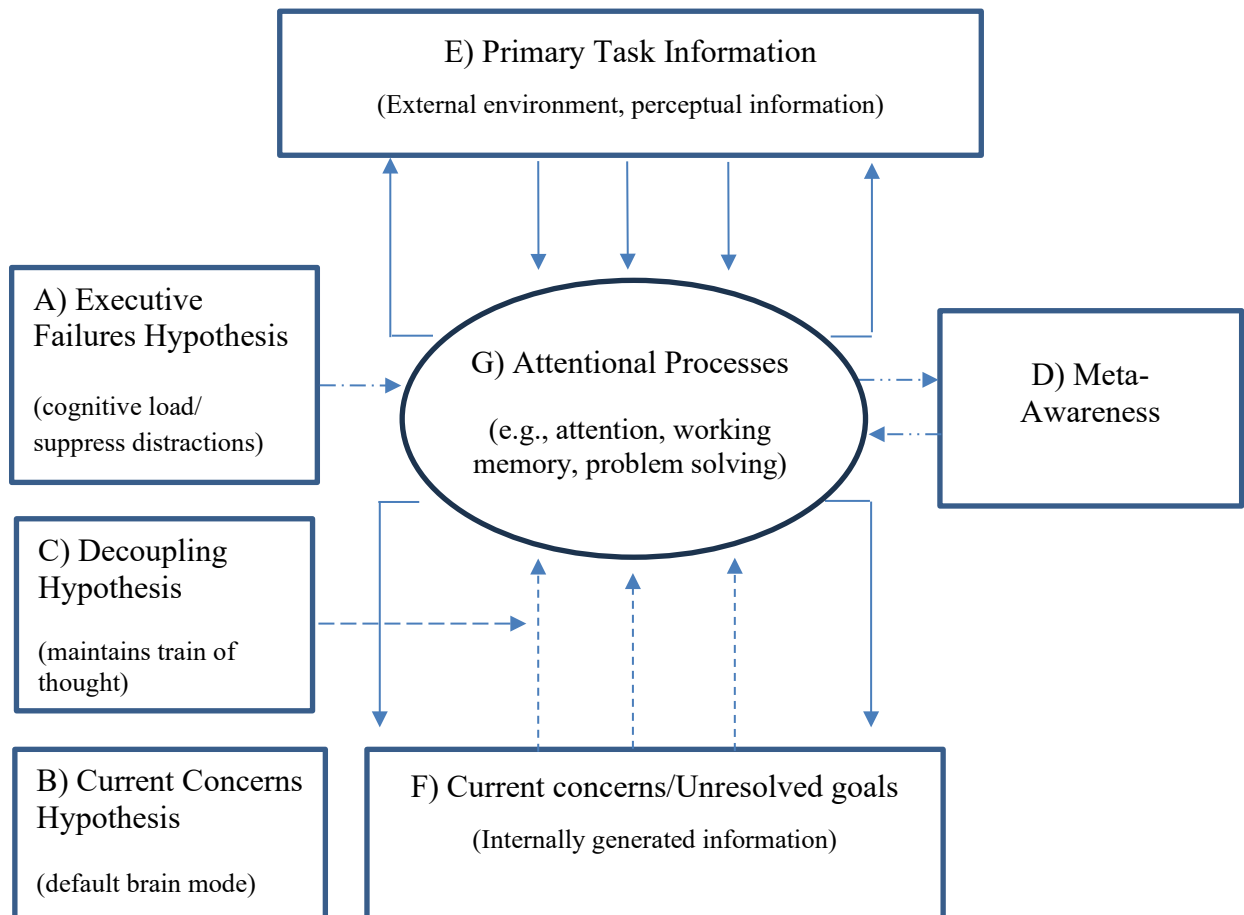 E) Primary Task Information
(External environment, perceptual information)
A) Executive
Failures Hypothesis
(cognitive load/
suppress distractions)
G) Attentional Processes
(e.g., attention, working
memory, problem solving)
D) Meta-
Awareness
C) Decoupling
Hypothesis
(maintains train of
thought)
B) Current Concerns
Hypothesis
(default brain mode)
F) Current concerns/Unresolved goals
(Internally generated information)